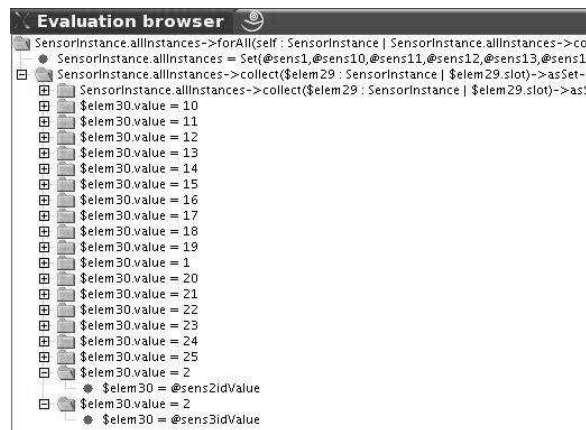 Evaluation browser
SensorInstance.allInstances->forAll(self : SensorInstance | SensorInstance.allInstances->co
SensorInstance.allInstances = Set(@sens1,@sens10,@sens11,@sens12,@sens13,@sens1
SensorInstance.allInstances->collect($elem29 : SensorInstance | $elem29.slot)->asSet-
SensorInstance.allInstances->collect($elem29 : SensorInstance | $elem29.slot)->asS
$elem30.value = 10
$elem30.value = 11
$elem30.value = 12
$elem30.value = 13
$elem30.value = 14
$elem30.value = 15
$elem30.value = 16
$elem30.value = 17
$elem30.value = 18
$elem30.value = 19
$elem30.value = 1
$elem30.value = 20
$elem30.value = 21
$elem30.value = 22
$elem30.value = 23
$elem30.value = 24
$elem30.value = 25
$elem30.value = 2
$elem30 = @sens2idValue
$elem30.value = 2
$elem30 = @sens3idValue